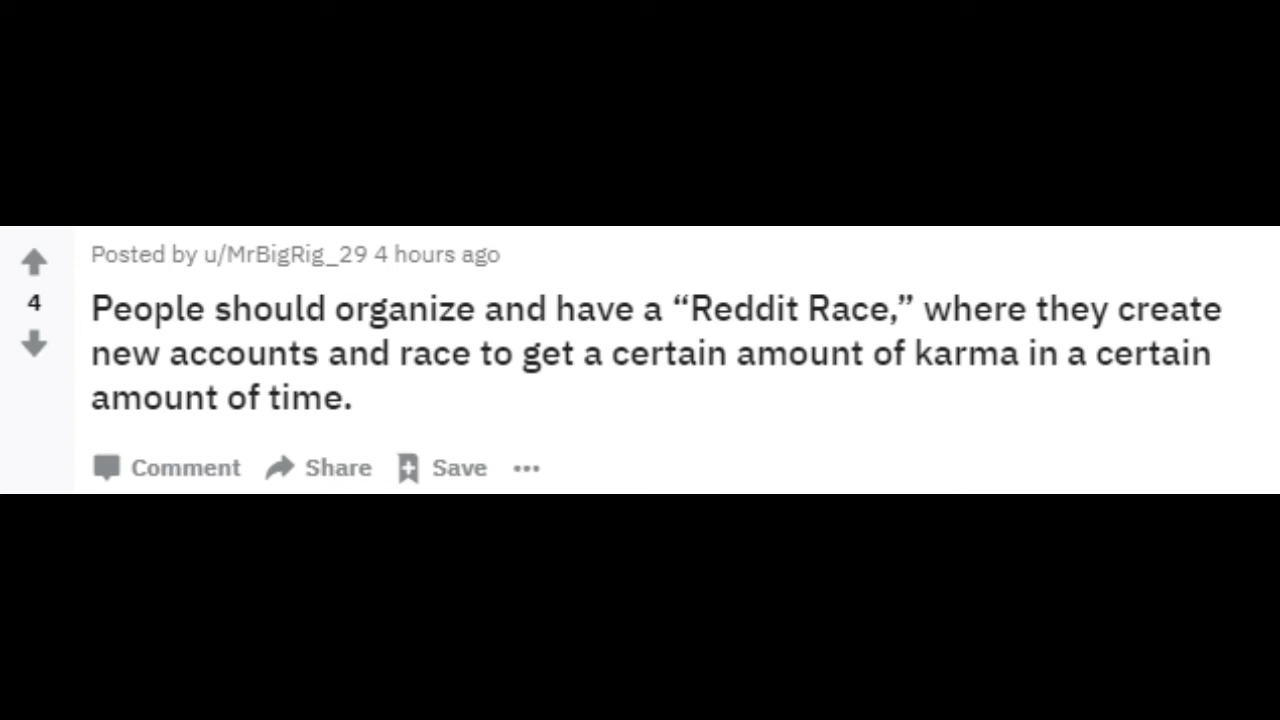 Posted by u/MrBigRig_29 4 hours ago
4
People should organize and have a “Reddit Race,” where they create
new accounts and race to get a certain amount of karma in a certain
amount of time.
Comment Share Save